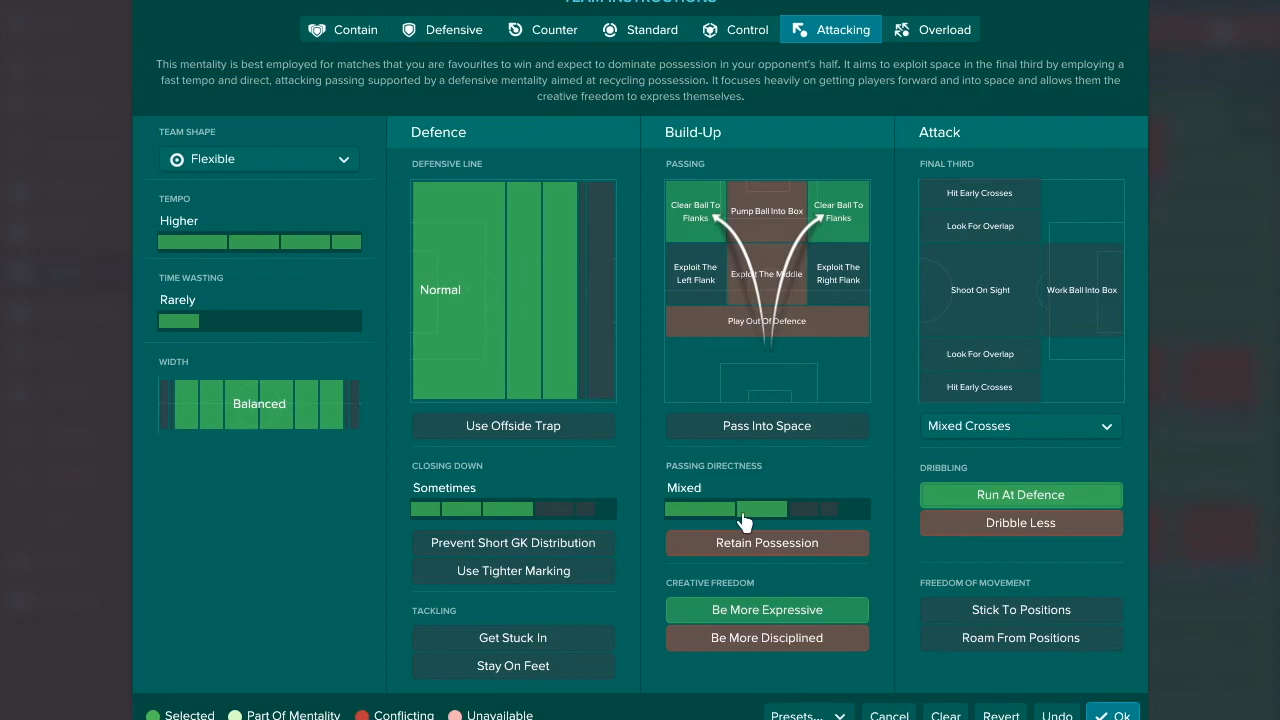 TEAM INSTRUCTIONS
Contain
Defensive
Counter
Standard
Control
Attacking
Overload
This mentality is best employed for matches that you are favourites to win and expect to dominate possession in your opponent's half. It aims to exploit space in the final third by employing a
fast tempo and direct, attacking passing supported by a defensive mentality aimed at recycling possession. It focuses heavily on getting players forward and into space and allows them the
creative freedom to express themselves.
TEAM SHAPE
Flexible
TEMPO
Higher
TIME WASTING
Rarely
WIDTH
Balanced
Defence
DEFENSIVE LINE
Normal
Use Offside Trap
CLOSING DOWN
Sometimes
Prevent Short GK Distribution
Use Tighter Marking
TACKLING
Get Stuck In
Stay On Feet
Build-Up
PASSING
Clear Ball To
Flanks
Pump Ball Into Box
Clear Ball To
Flanks
Exploit The
Left Flank
Exploit The Middle
Exploit The
Right Flank
Play Out Of Defence
Pass Into Space
PASSING DIRECTNESS
Mixed
Retain Possession
CREATIVE FREEDOM
Be More Expressive
Be More Disciplined
Attack
FINAL THIRD
Hit Early Crosses
Look For Overlap
Shoot On Sight
Work Ball Into Box
Look For Overlap
Hit Early Crosses
Mixed Crosses
DRIBBLING
Run At Defence
Dribble Less
FREEDOM OF MOVEMENT
Stick To Positions
Roam From Positions
Selected
Part Of Mentality
Conflicting
Unavailable
Presets...
Cancel
Clear
Revert
Undo
Ok